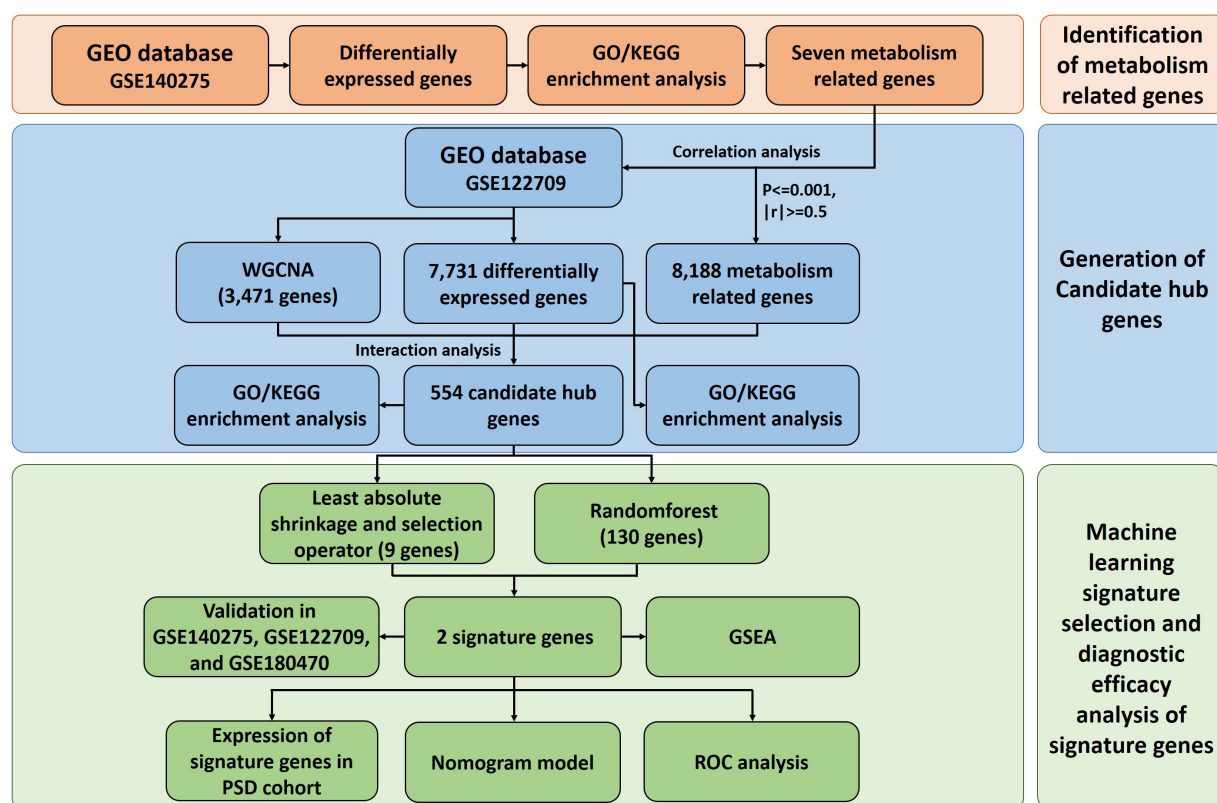 GEO database
GSE140275
Differentially
expressed genes
GO/KEGG
enrichment analysis
Seven metabolism
related genes
Identification
of metabolism
related genes
GEO database
GSE122709
Correlation analysis
P<=0.001,
|r|>=0.5
WGCNA
(3,471 genes)
7,731 differentially
expressed genes
8,188 metabolism
related genes
Interaction analysis
GO/KEGG
enrichment analysis
554 candidate hub
genes
GO/KEGG
enrichment analysis
Generation of
Candidate hub
genes
Least absolute
shrinkage and selection
operator (9 genes)
Randomforest
(130 genes)
Validation in
GSE140275, GSE122709,
and GSE180470
2 signature genes
GSEA
Expression of
signature genes in
PSD cohort
Nomogram model
ROC analysis
Machine
learning
signature
selection and
diagnostic
efficacy
analysis of
signature genes